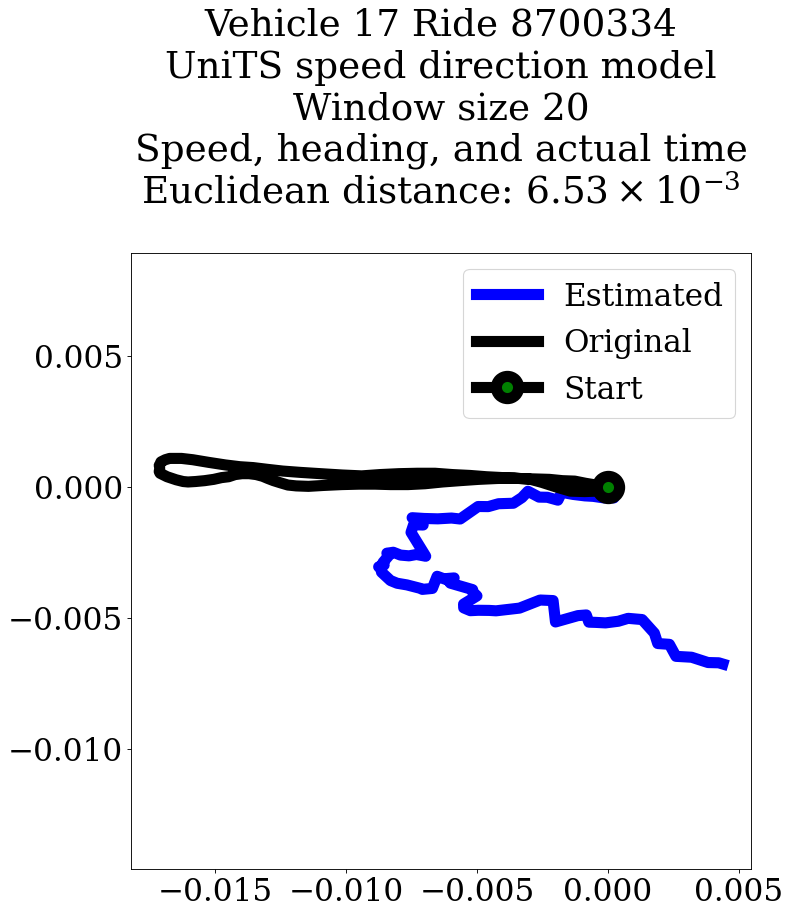 Vehicle 17 Ride 8700334
UniTS speed direction model
Window size 20
Speed, heading, and actual time
Euclidean distance: 6.53 × 10⁻³
Estimated
Original
Start
0.005
0.000
−0.005
−0.010
−0.015 −0.010 −0.005 0.000 0.005